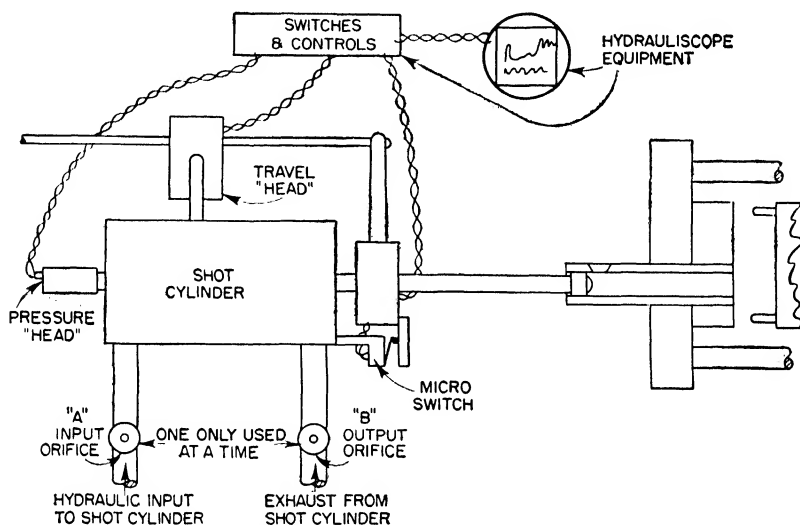 SWITCHES
& CONTROLS
HYDRAULISCOPE
EQUIPMENT
TRAVEL
"HEAD"
SHOT
CYLINDER
PRESSURE
"HEAD"
MICRO
SWITCH
"A"
INPUT
ORIFICE
ONE ONLY USED
AT A TIME
"B"
OUTPUT
ORIFICE
HYDRAULIC INPUT
TO SHOT CYLINDER
EXHAUST FROM
SHOT CYLINDER